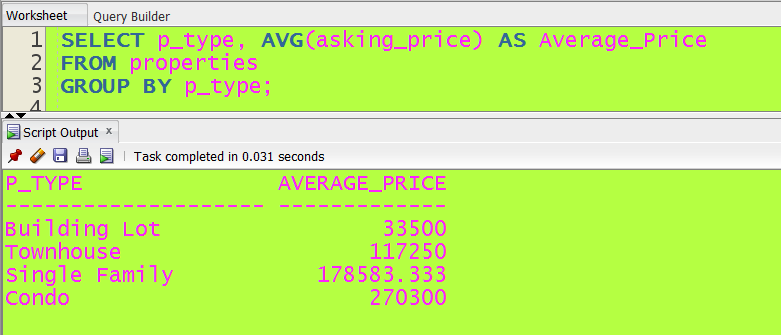 Worksheet Query Builder
1 SELECT p_type, AVG(asking_price) AS Average_Price
2 FROM properties
3 GROUP BY p_type;
4
Script Output x
Task completed in 0.031 seconds
P_TYPE AVERAGE_PRICE
-------------------- -------------
Building Lot 33500
Townhouse 117250
Single Family 178583.333
Condo 270300